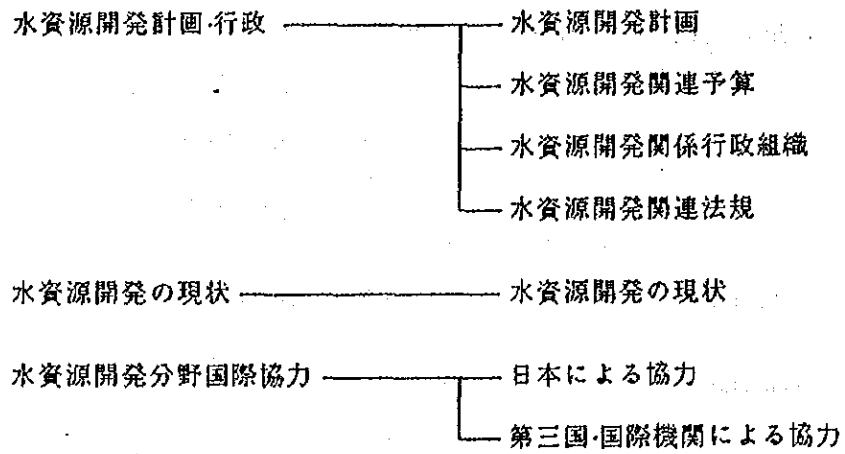 水資源開発計画·行政 水資源開発計画
水資源開発関連予算
水資源開発関係行政組織
水資源開発関連法規
水資源開発の現状 水資源開発の現状
水資源開発分野国際協力 日本による協力
第三国·国際機関による協力